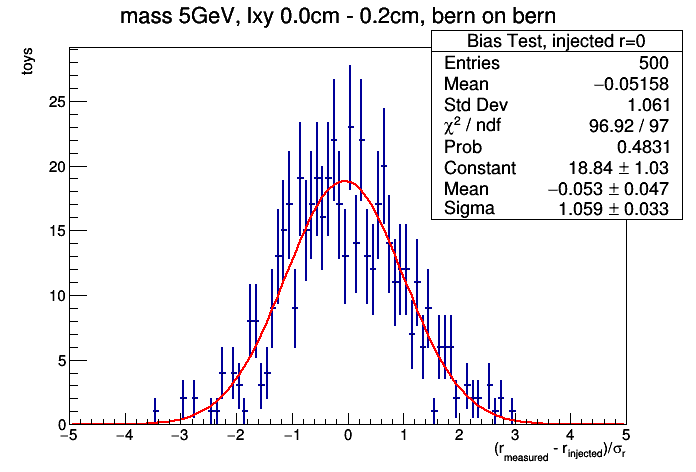 mass 5GeV, lxy 0.0cm - 0.2cm, bern on bern
Bias Test, injected r=0
Entries 500
Mean −0.05158
Std Dev 1.061
χ² / ndf 96.92 / 97
Prob 0.4831
Constant 18.84 ± 1.03
Mean −0.053 ± 0.047
Sigma 1.059 ± 0.033
toys
25
20
15
10
5
0
−5 −4 −3 −2 −1 0 1 2 3 4 5
(r_measured - r_injected)/σ_r